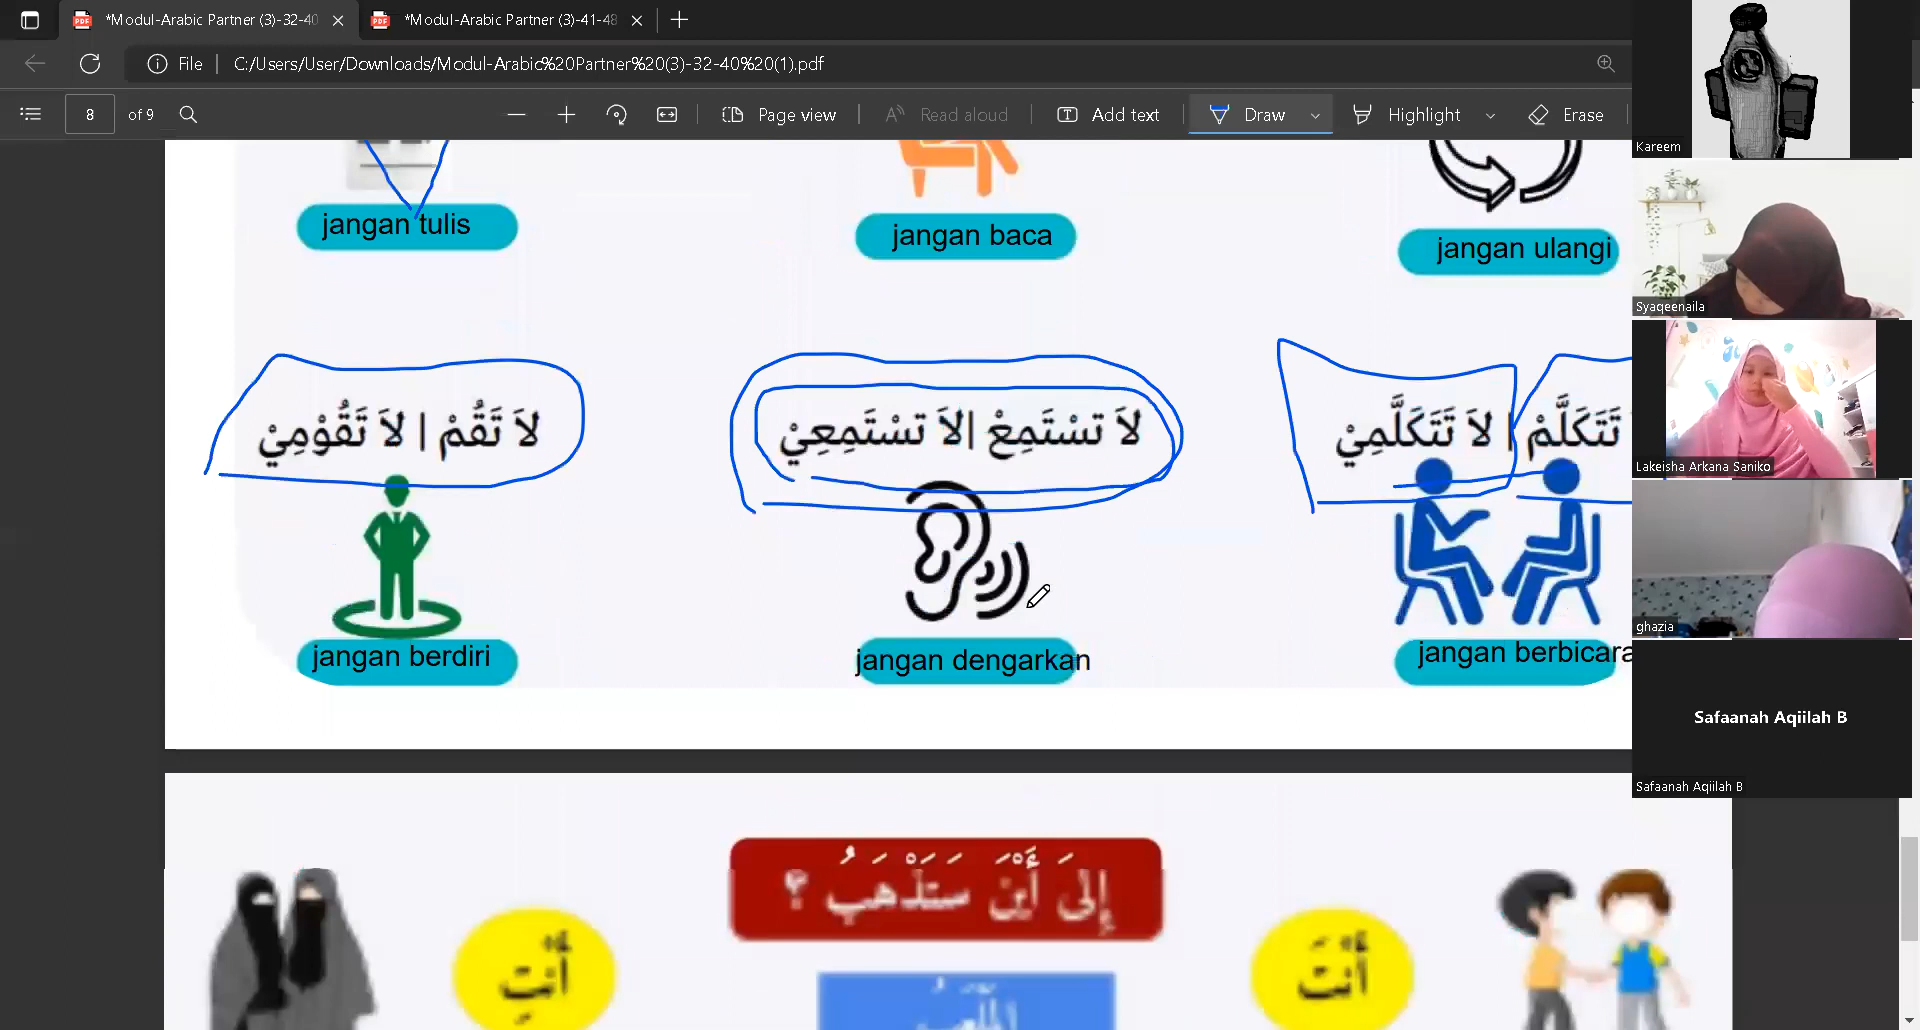 *Modul-Arabic Partner (3)-32-40
*Modul-Arabic Partner (3)-41-48
File
C:/Users/User/Downloads/Modul-Arabic%20Partner%20(3)-32-40%20(1).pdf
8 of 9
Page view
Read aloud
Add text
Draw
Highlight
Erase
jangan tulis
jangan baca
jangan ulangi
لاَ تَقُمْ | لاَ تَقُوْمِيْ
لاَ تَسْتَمِعْ |لاَ تَسْتَمِعِيْ
تَتَكَلَّمْ | لاَ تَتَكَلَّمِيْ
jangan berdiri
jangan dengarkan
jangan berbicara
إِلىَ أَيْنَ سَتَذْهَبُ ؟
أَنْتِ
أَنْتَ
Kareem
Syaqeenaila
Lakeisha Arkana Saniko
ghazia
Safaanah Aqiilah B
Safaanah Aqiilah B